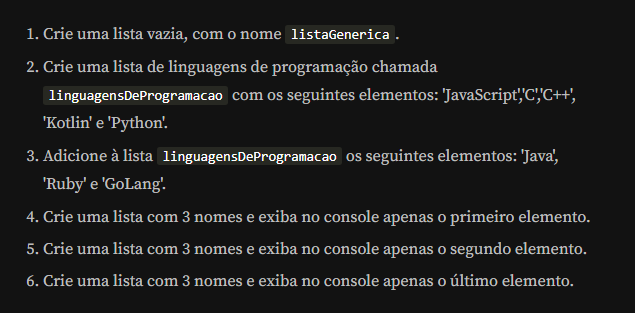 1. Crie uma lista vazia, com o nome listaGenerica.
2. Crie uma lista de linguagens de programação chamada
linguagensDeProgramacao com os seguintes elementos: 'JavaScript','C','C++',
'Kotlin' e 'Python'.
3. Adicione à lista linguagensDeProgramacao os seguintes elementos: 'Java',
'Ruby' e 'GoLang'.
4. Crie uma lista com 3 nomes e exiba no console apenas o primeiro elemento.
5. Crie uma lista com 3 nomes e exiba no console apenas o segundo elemento.
6. Crie uma lista com 3 nomes e exiba no console apenas o último elemento.